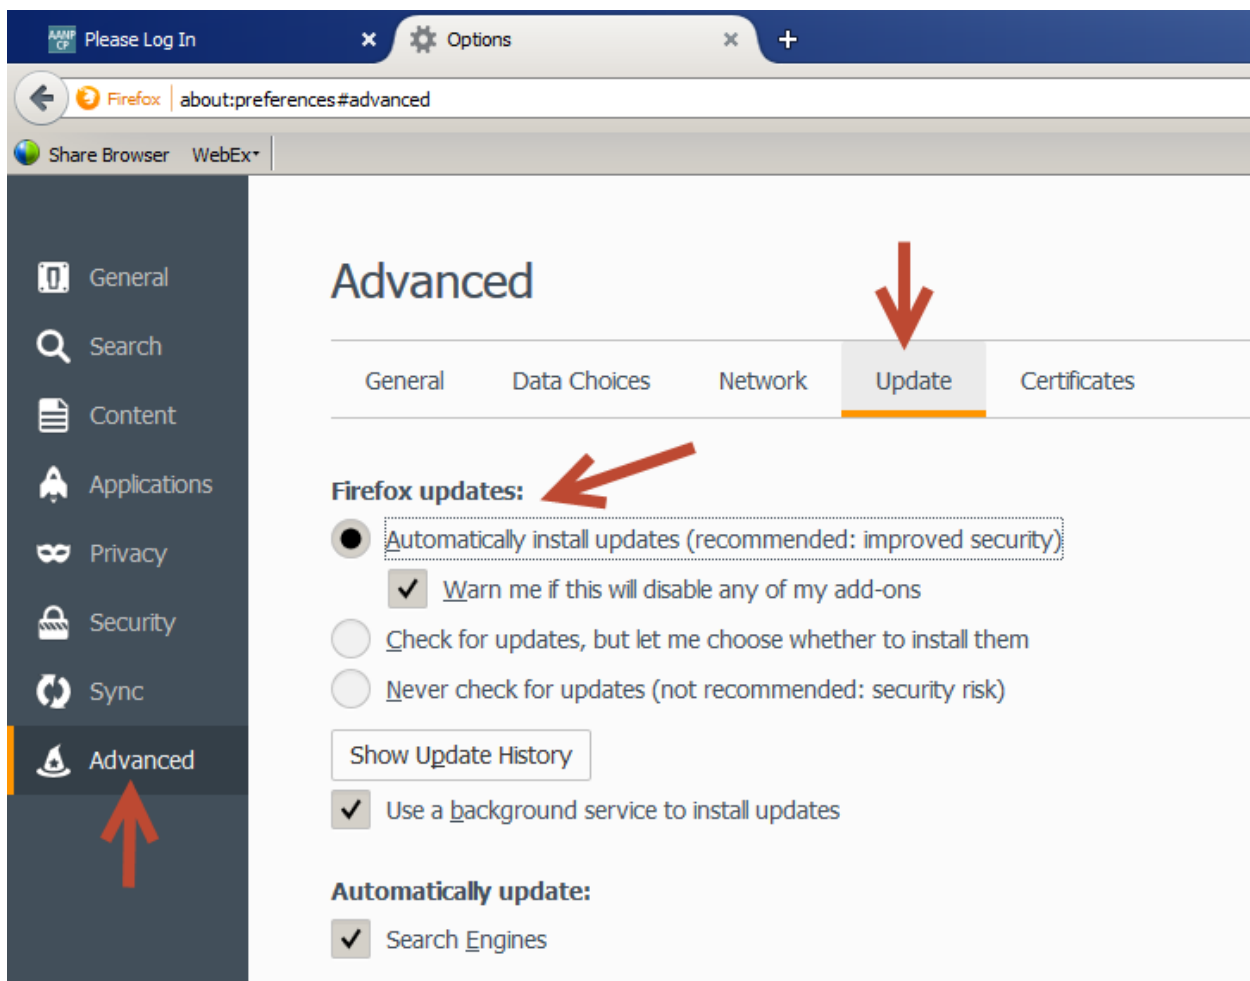 AANP
CP
Please Log In
Options
Firefox
about:preferences#advanced
Share Browser
WebEx
General
Search
Content
Applications
Privacy
Security
Sync
Advanced
Advanced
General
Data Choices
Network
Update
Certificates
Firefox updates:
Automatically install updates (recommended: improved security)
Warn me if this will disable any of my add-ons
Check for updates, but let me choose whether to install them
Never check for updates (not recommended: security risk)
Show Update History
Use a background service to install updates
Automatically update:
Search Engines